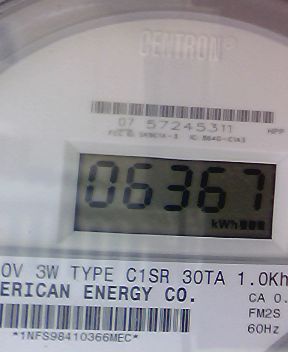 CENTRON®
07 57245311
06367
kWh
0V 3W TYPE C1SR 30TA 1.0Kh
ERICAN ENERGY CO.
CA 0.
FM2S
60Hz
*1NFS98410366MEC*